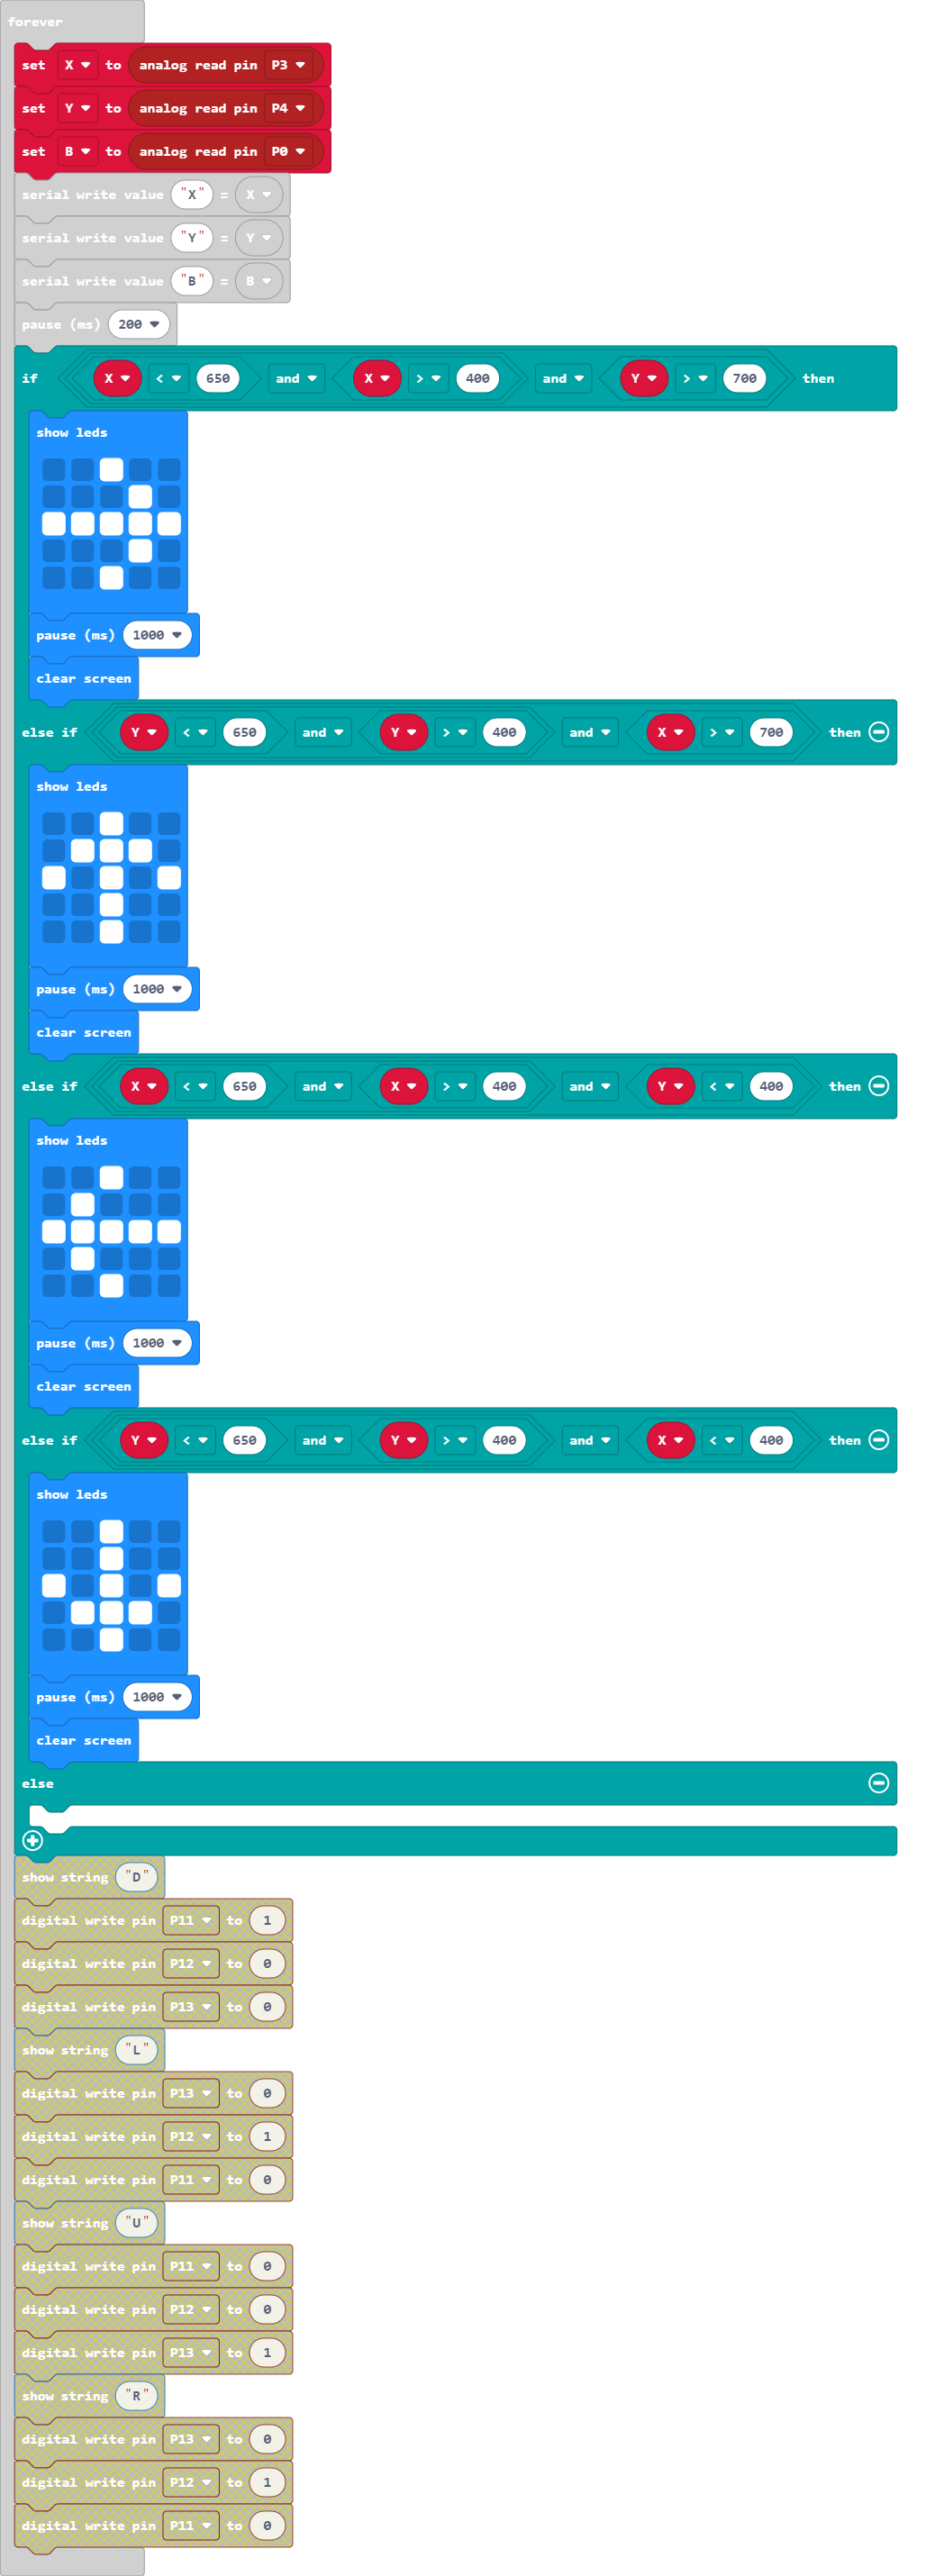 forever
set X to analog read pin P3
set Y to analog read pin P4
set B to analog read pin P0
serial write value "X" = X
serial write value "Y" = Y
serial write value "B" = B
pause (ms) 200
if X < 650 and X > 400 and Y > 700 then
show leds
pause (ms) 1000
clear screen
else if Y < 650 and Y > 400 and X > 700 then
show leds
pause (ms) 1000
clear screen
else if X < 650 and X > 400 and Y < 400 then
show leds
pause (ms) 1000
clear screen
else if Y < 650 and Y > 400 and X < 400 then
show leds
pause (ms) 1000
clear screen
else
show string "D"
digital write pin P11 to 1
digital write pin P12 to 0
digital write pin P13 to 0
show string "L"
digital write pin P13 to 0
digital write pin P12 to 1
digital write pin P11 to 0
show string "U"
digital write pin P11 to 0
digital write pin P12 to 0
digital write pin P13 to 1
show string "R"
digital write pin P13 to 0
digital write pin P12 to 1
digital write pin P11 to 0